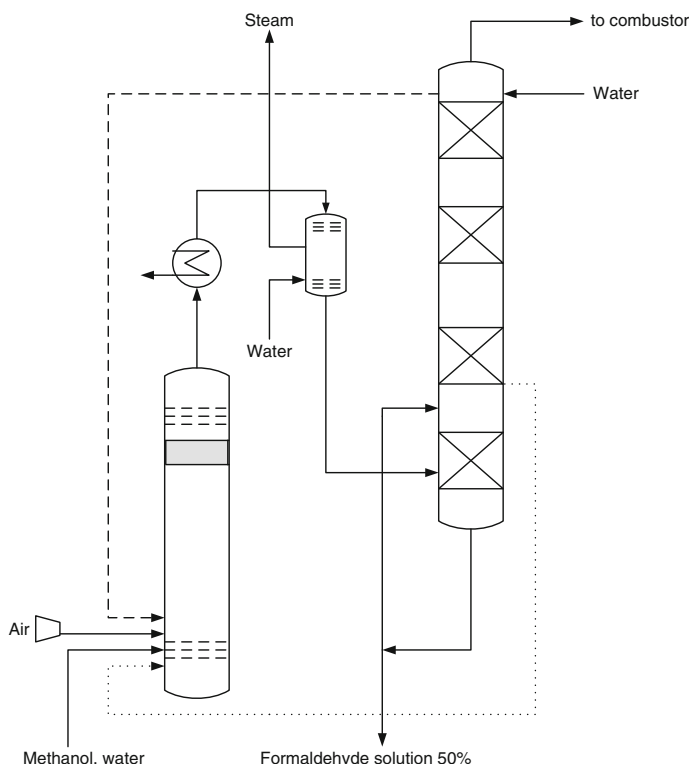 Steam
to combustor
Water
Water
Air
Methanol, water
Formaldehyde solution 50%